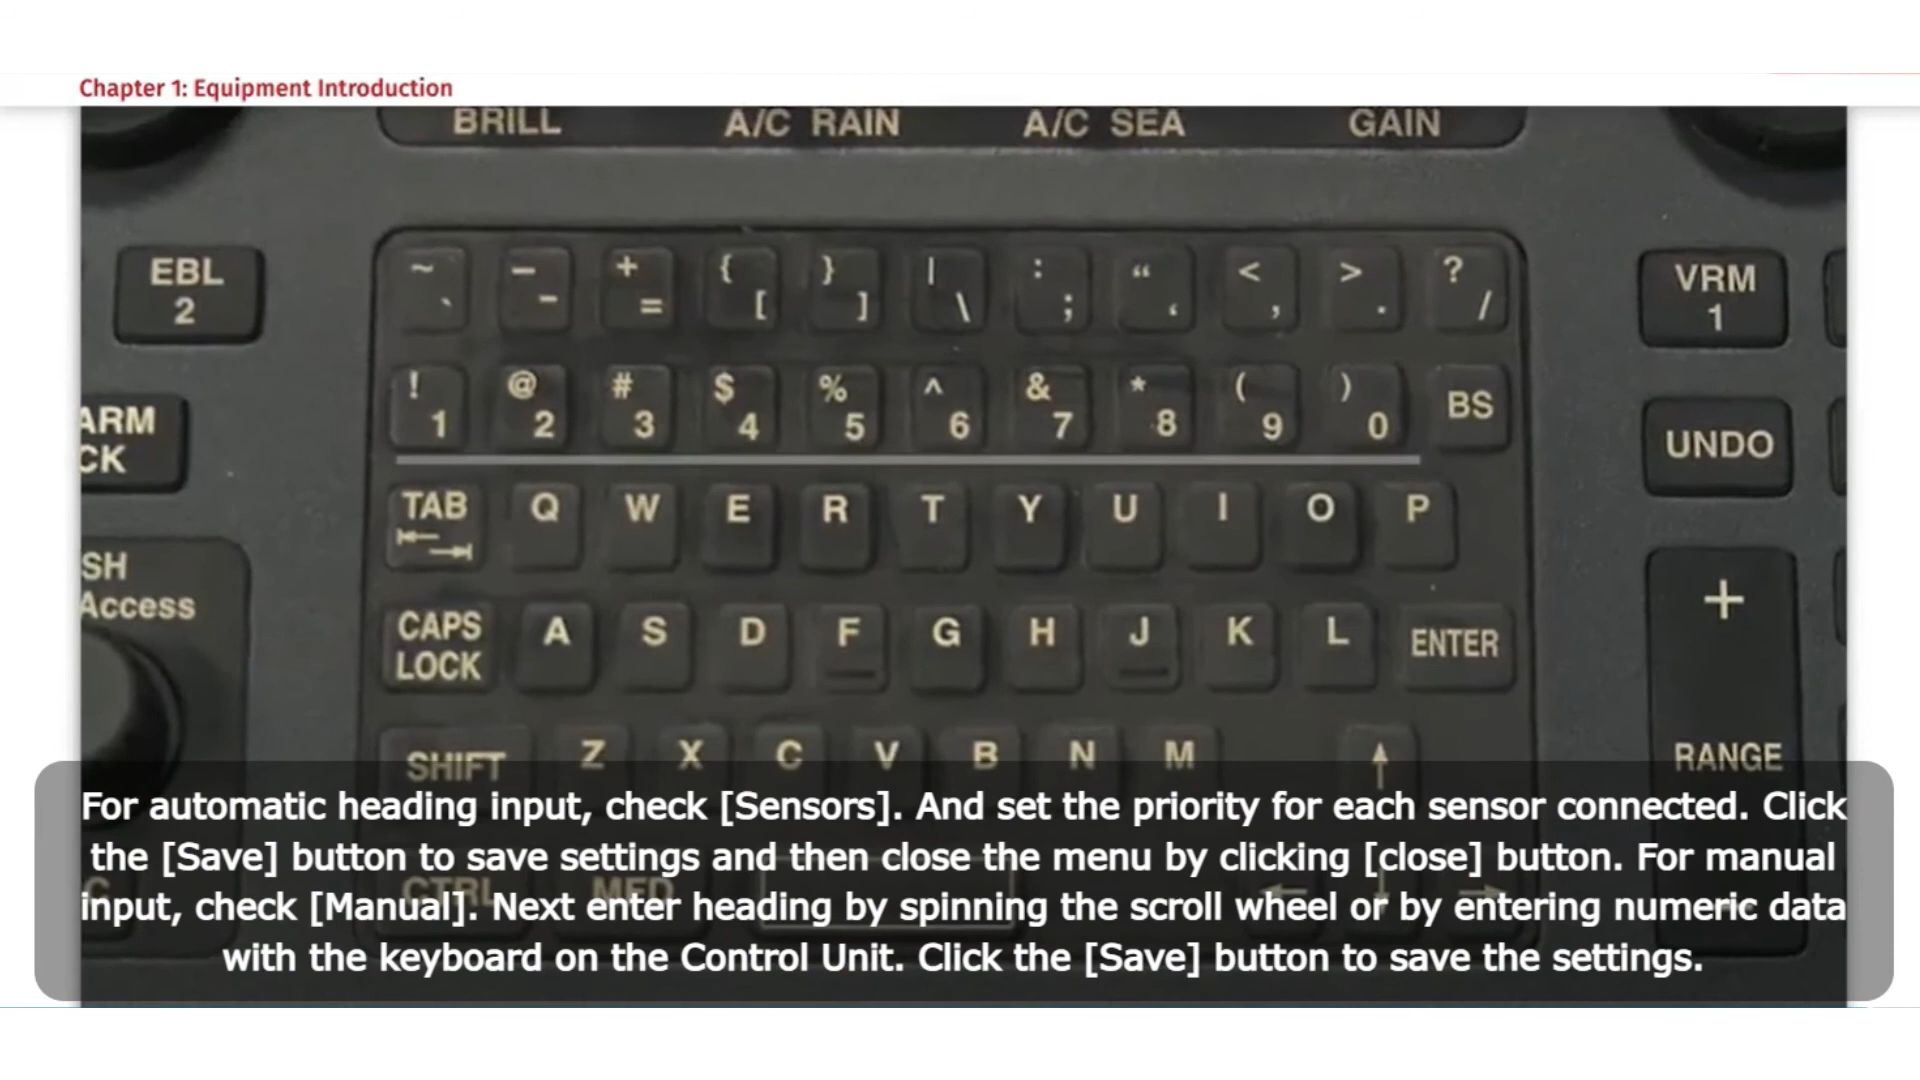 Chapter 1: Equipment Introduction
BRILL A/C RAIN A/C SEA GAIN
EBL
2
~ `
_ -
+ =
{ [
} ]
| \
: ;
“ ‘
< ,
> .
? /
VRM
1
! 1
@ 2
# 3
$ 4
% 5
^ 6
& 7
* 8
( 9
) 0
BS
ARM
CK
UNDO
TAB Q W E R T Y U I O P
SH
Access
CAPS
LOCK
A S D F G H J K L ENTER
+
RANGE
SHIFT Z X C V B N M
CTRL
For automatic heading input, check [Sensors]. And set the priority for each sensor connected. Click
the [Save] button to save settings and then close the menu by clicking [close] button. For manual
input, check [Manual]. Next enter heading by spinning the scroll wheel or by entering numeric data
with the keyboard on the Control Unit. Click the [Save] button to save the settings.